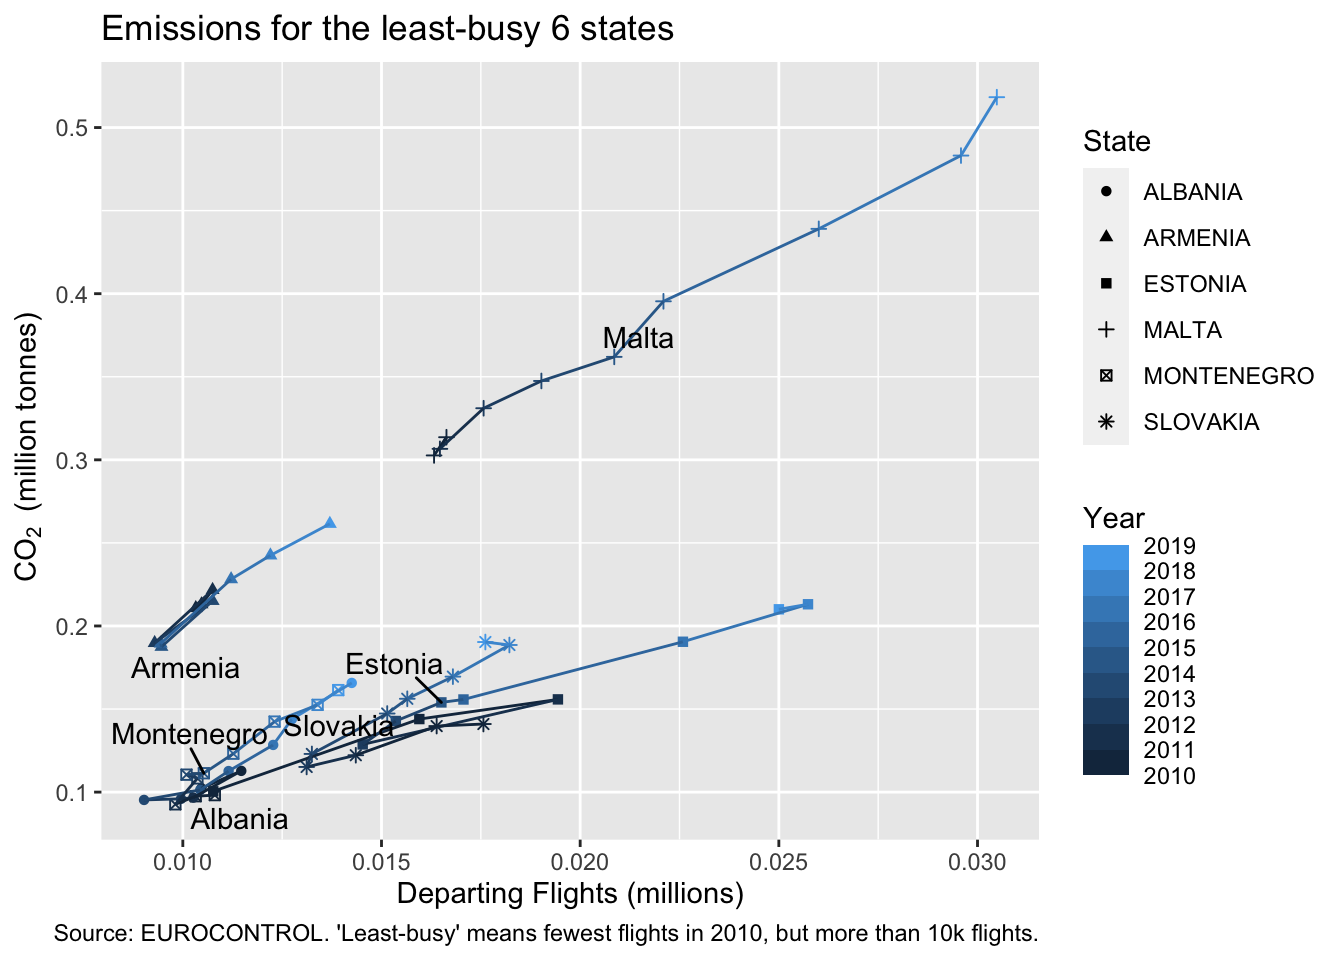 Emissions for the least-busy 6 states
CO2 (million tonnes)
0.5
0.4
0.3
0.2
0.1
Malta
Armenia
Estonia
Slovakia
Montenegro
Albania
0.010
0.015
0.020
0.025
0.030
Departing Flights (millions)
State
ALBANIA
ARMENIA
ESTONIA
MALTA
MONTENEGRO
SLOVAKIA
Year
2019
2018
2017
2016
2015
2014
2013
2012
2011
2010
Source: EUROCONTROL. 'Least-busy' means fewest flights in 2010, but more than 10k flights.